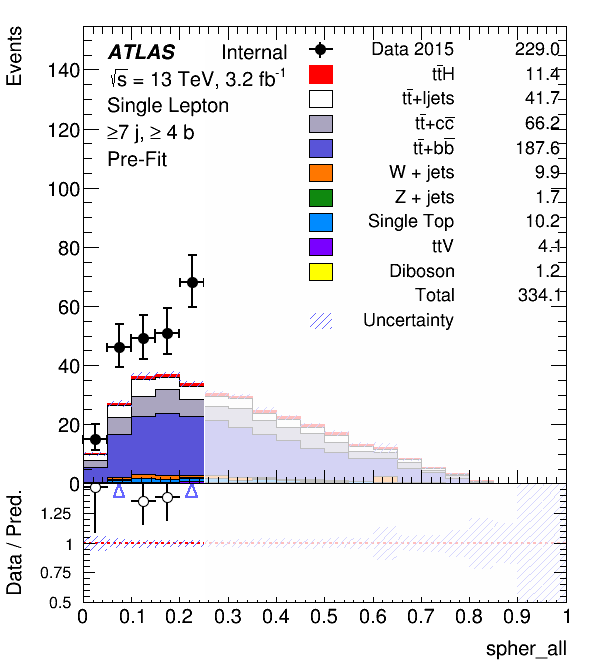 Events
ATLAS Internal
√s = 13 TeV, 3.2 fb⁻¹
Single Lepton
≥7 j, ≥ 4 b
Pre-Fit
Data 2015 229.0
tt̄H 11.4
tt̄+ljets 41.7
tt̄+cc̄ 66.2
tt̄+bb̄ 187.6
W + jets 9.9
Z + jets 1.7
Single Top 10.2
ttV 4.1
Diboson 1.2
Total 334.1
Uncertainty
140
120
100
80
60
40
20
0
Data / Pred.
1.25
1
0.75
0.5
0 0.1 0.2 0.3 0.4 0.5 0.6 0.7 0.8 0.9 1
spher_all